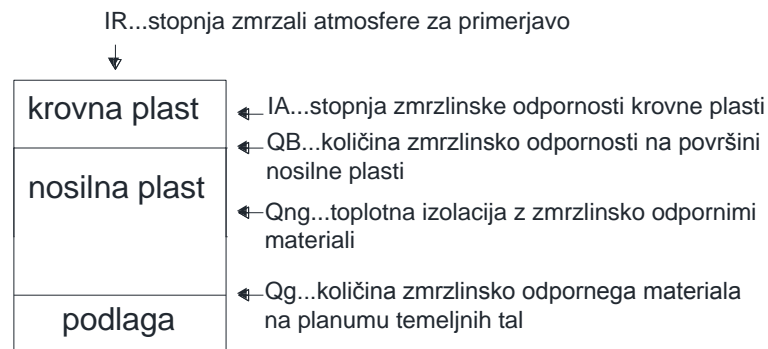 IR...stopnja zmrzali atmosfere za primerjavo
krovna plast
IA...stopnja zmrzlinske odpornosti krovne plasti
QB...količina zmrzlinsko odpornosti na površini
nosilne plasti
nosilna plast
Qng...toplotna izolacija z zmrzlinsko odpornimi
materiali
Qg...količina zmrzlinsko odpornega materiala
na planumu temeljnih tal
podlaga